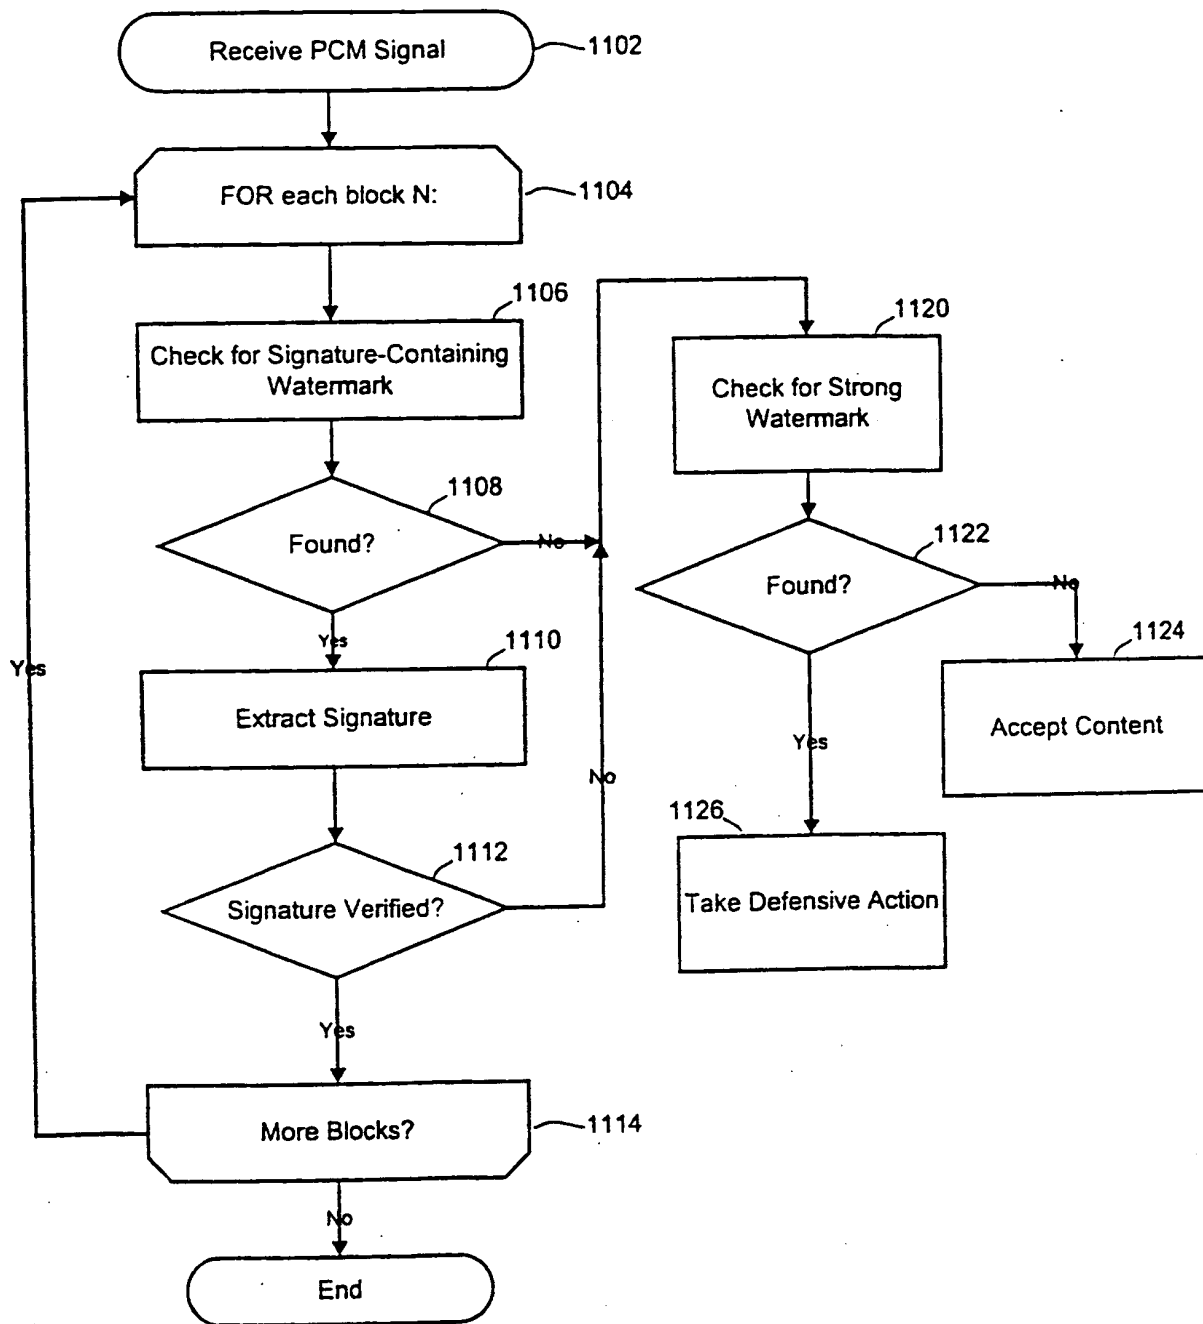 Receive PCM Signal
1102
FOR each block N:
1104
1106
Check for Signature-Containing
Watermark
1108
Found?
No
Yes
1110
Extract Signature
1112
Signature Verified?
No
Yes
More Blocks?
1114
Yes
No
End
1120
Check for Strong
Watermark
1122
Found?
No
1124
Accept Content
Yes
1126
Take Defensive Action